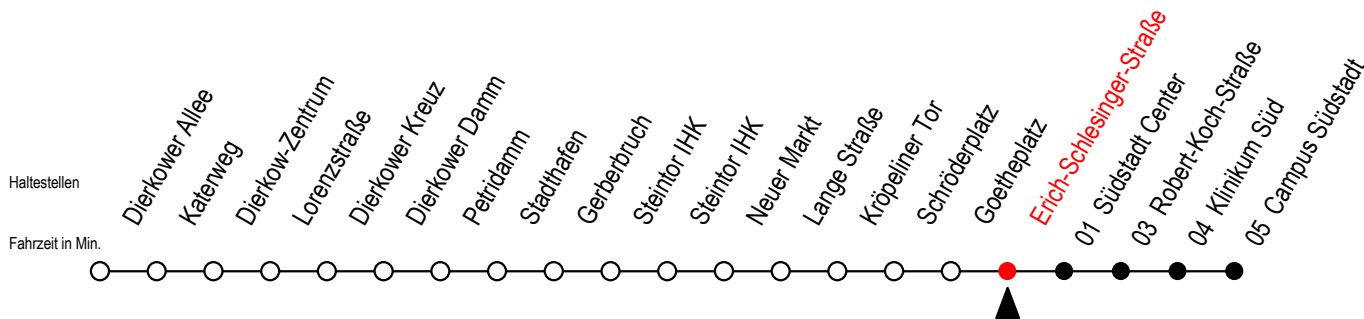 Haltestellen
Fahrzeit in Min.
Dierkower Allee
Katerweg
Dierkow-Zentrum
Lorenzstraße
Dierkower Kreuz
Dierkower Damm
Petridamm
Stadthafen
Gerberbruch
Steintor IHK
Steintor IHK
Neuer Markt
Lange Straße
Kröpeliner Tor
Schröderplatz
Goetheplatz
Erich-Schlesinger-Straße
01 Südstadt Center
03 Robert-Koch-Straße
04 Klinikum Süd
05 Campus Südstadt